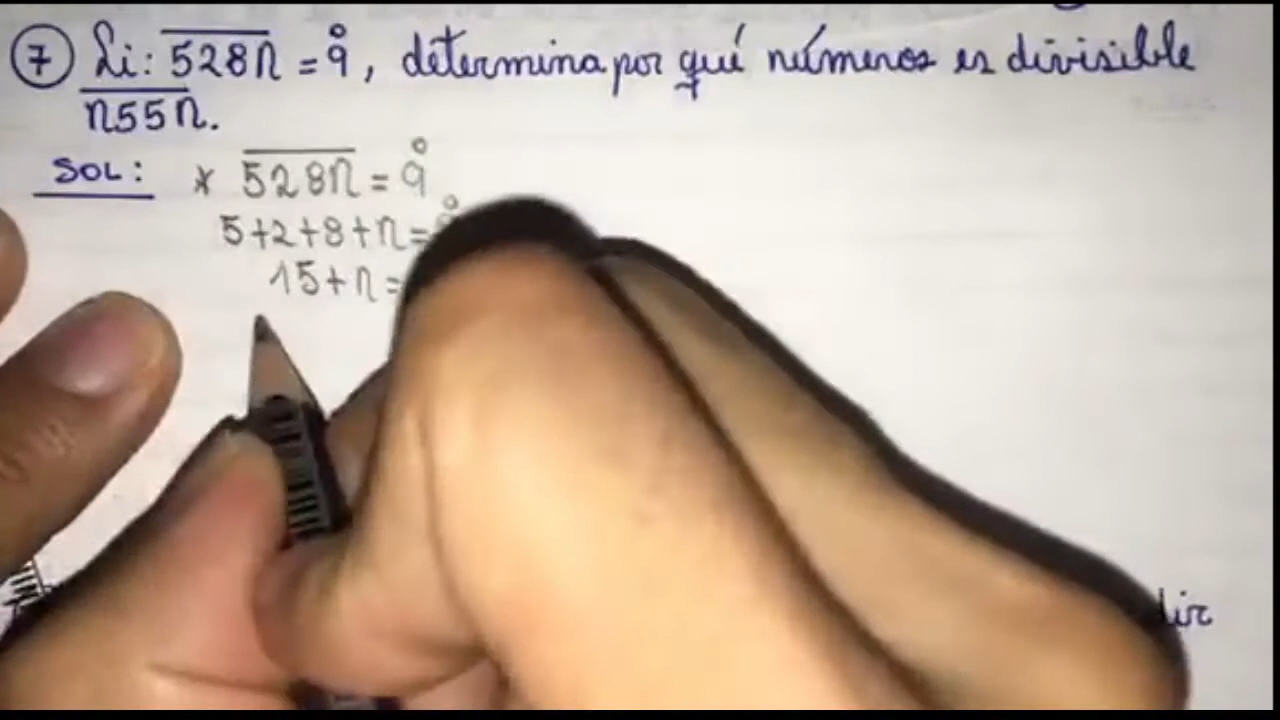 7 Si: 528n = 9°, determina por qué números es divisible
n55n.
SOL: * 528n = 9°
5+2+8+n=
15+n=